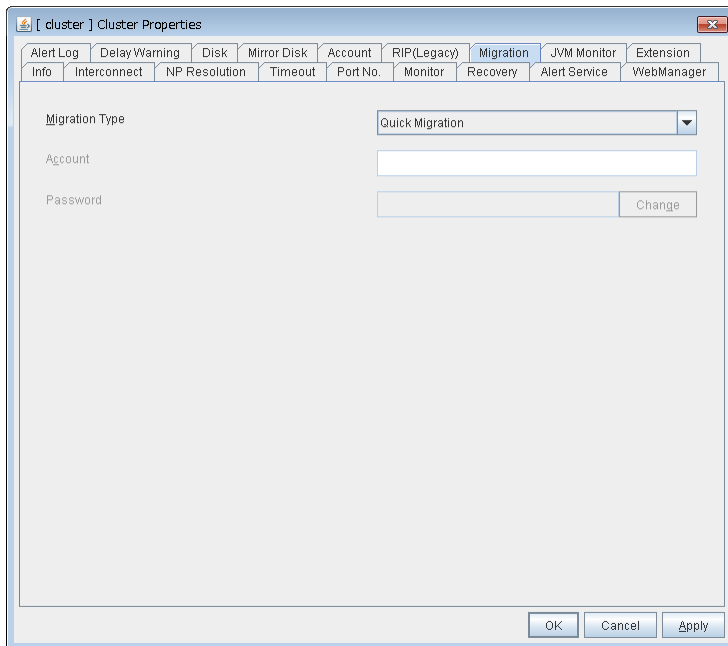 [ cluster ] Cluster Properties
Alert Log Delay Warning Disk Mirror Disk Account RIP(Legacy) Migration JVM Monitor Extension
Info Interconnect NP Resolution Timeout Port No. Monitor Recovery Alert Service WebManager
Migration Type
Quick Migration
Account
Password
Change
OK Cancel Apply